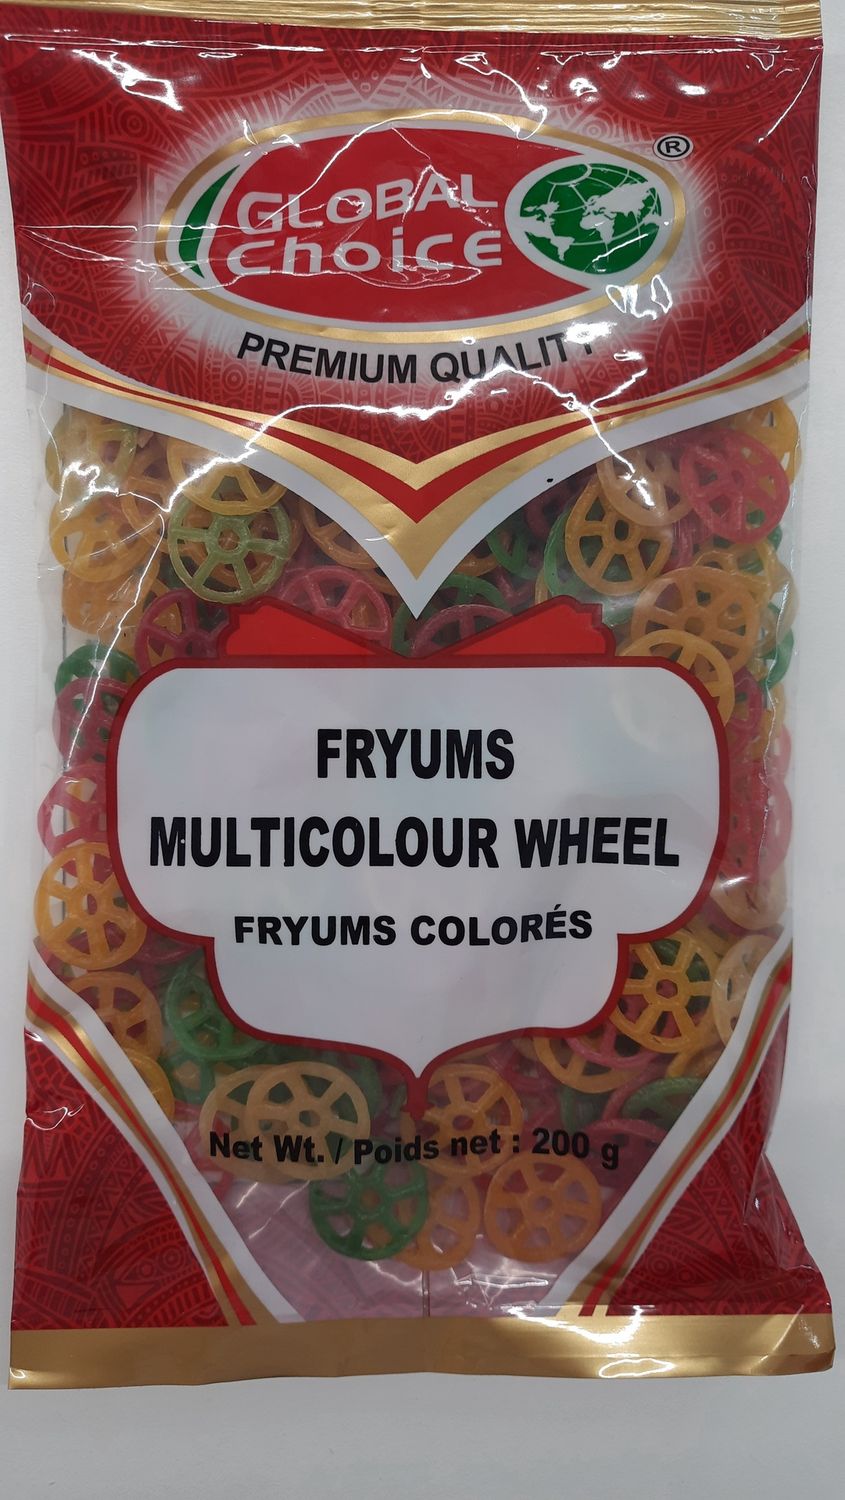 ®
GLOBAL
choice
PREMIUM QUALITY
FRYUMS
MULTICOLOUR WHEEL
FRYUMS COLORÉS
Net Wt. / Poids net : 200 g